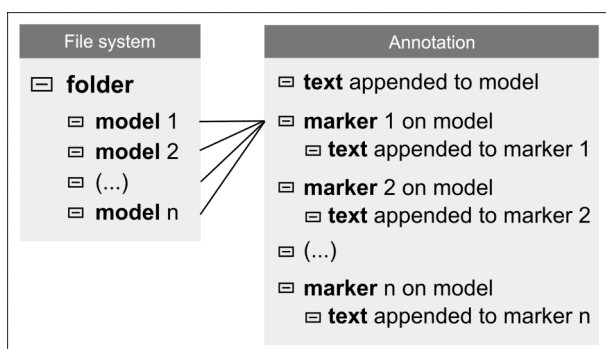 File system
folder
model 1
model 2
(...)
model n
Annotation
text appended to model
marker 1 on model
text appended to marker 1
marker 2 on model
text appended to marker 2
(...)
marker n on model
text appended to marker n